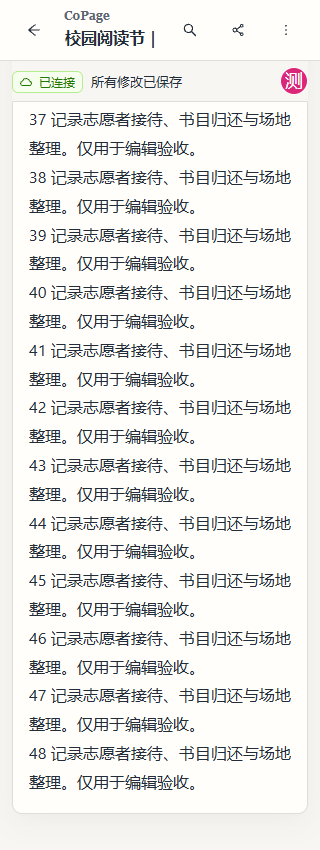 CoPage
校园阅读节 |
已连接 所有修改已保存 测
37 记录志愿者接待、书目归还与场地
整理。仅用于编辑验收。
38 记录志愿者接待、书目归还与场地
整理。仅用于编辑验收。
39 记录志愿者接待、书目归还与场地
整理。仅用于编辑验收。
40 记录志愿者接待、书目归还与场地
整理。仅用于编辑验收。
41 记录志愿者接待、书目归还与场地
整理。仅用于编辑验收。
42 记录志愿者接待、书目归还与场地
整理。仅用于编辑验收。
43 记录志愿者接待、书目归还与场地
整理。仅用于编辑验收。
44 记录志愿者接待、书目归还与场地
整理。仅用于编辑验收。
45 记录志愿者接待、书目归还与场地
整理。仅用于编辑验收。
46 记录志愿者接待、书目归还与场地
整理。仅用于编辑验收。
47 记录志愿者接待、书目归还与场地
整理。仅用于编辑验收。
48 记录志愿者接待、书目归还与场地
整理。仅用于编辑验收。